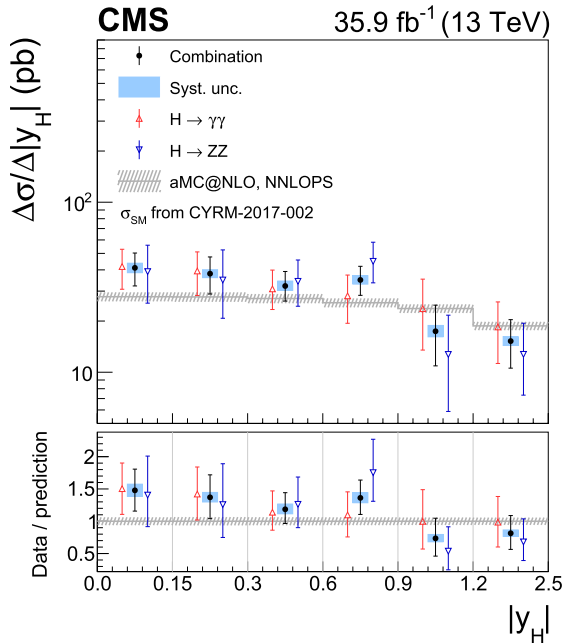 CMS 35.9 fb⁻¹ (13 TeV)
Δσ/Δ|y_H| (pb)
Combination
Syst. unc.
H → γγ
H → ZZ
aMC@NLO, NNLOPS
σ_SM from CYRM-2017-002
10²
10
Data / prediction
2
1.5
1
0.5
0.0 0.15 0.3 0.6 0.9 1.2 2.5
|y_H|